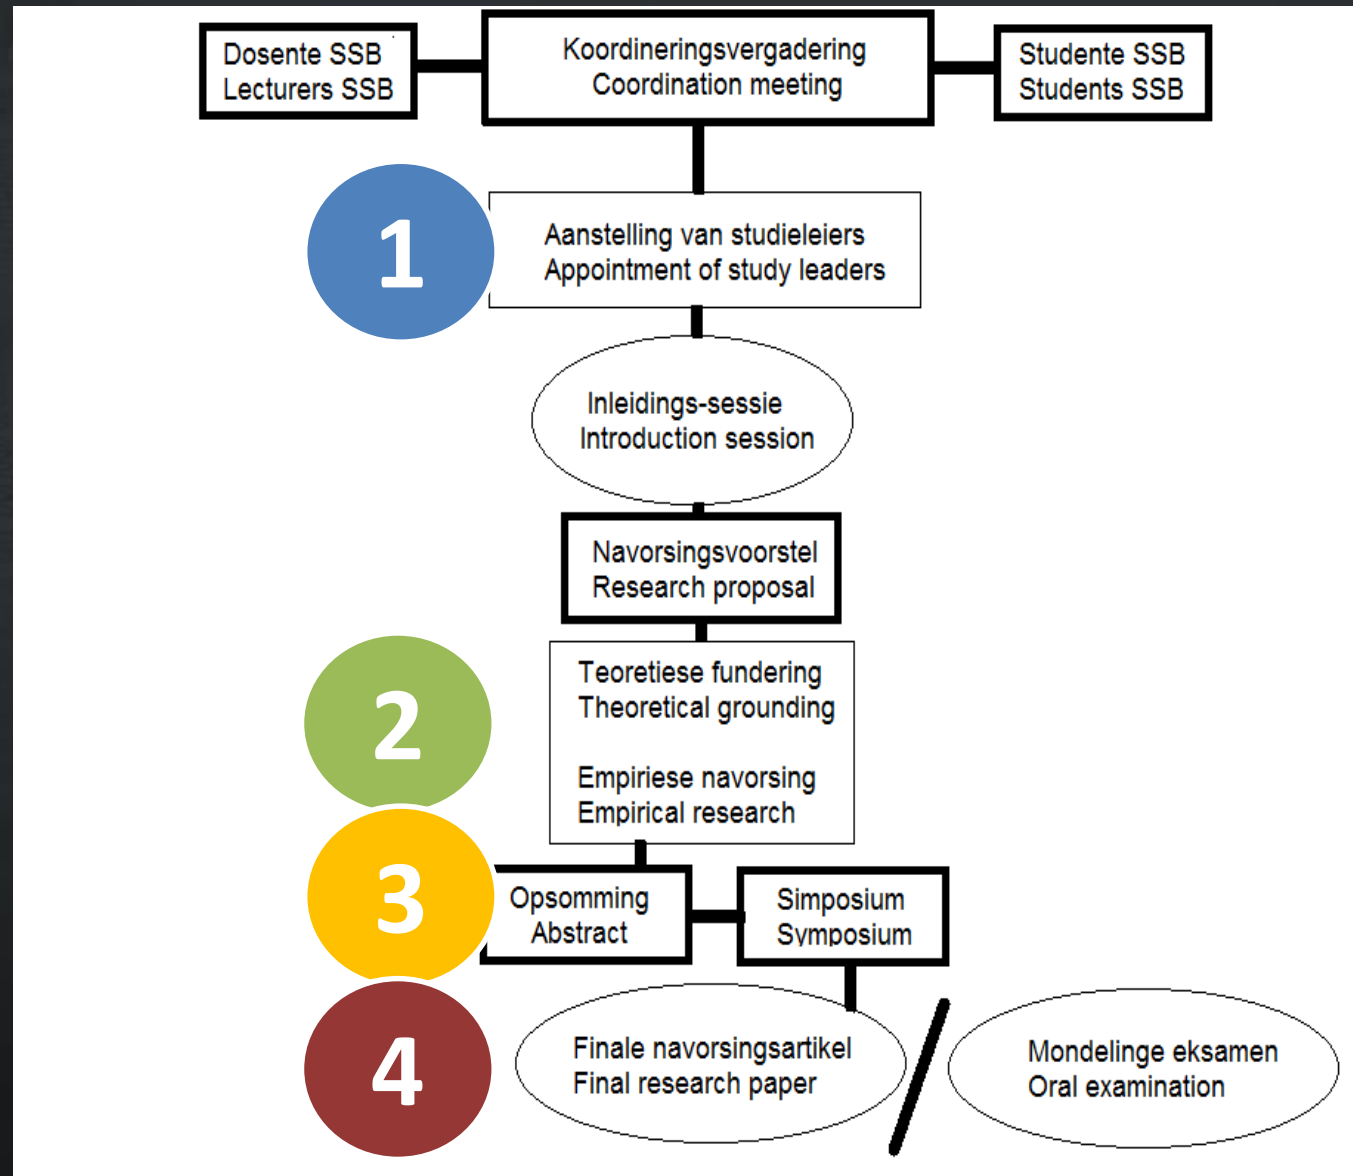 Dosente SSB
Lecturers SSB
Koordineringsvergadering
Coordination meeting
Studente SSB
Students SSB
1
Aanstelling van studieleiers
Appointment of study leaders
Inleidings-sessie
Introduction session
Navorsingsvoorstel
Research proposal
2
Teoretiese fundering
Theoretical grounding
Empiriese navorsing
Empirical research
3
Opsomming
Abstract
Simposium
Symposium
4
Finale navorsingsartikel
Final research paper
/
Mondelinge eksamen
Oral examination